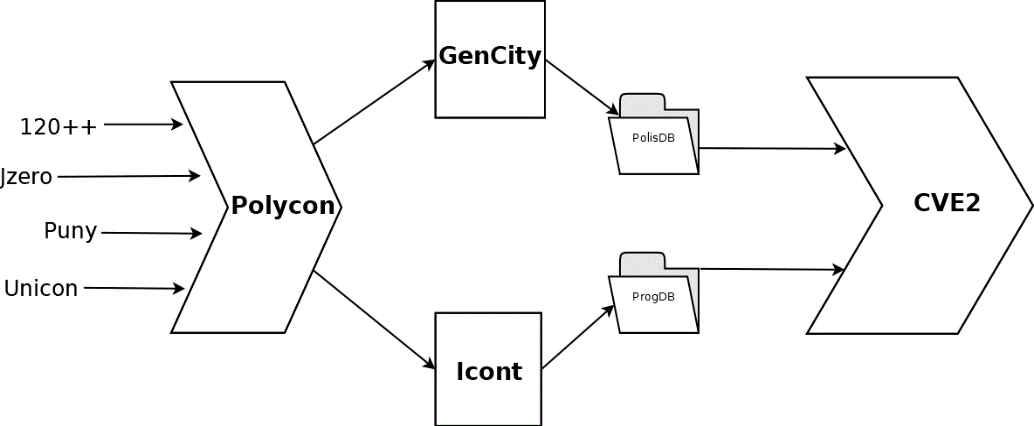 GenCity
120++
PolisDB
Jzero
Polycon
CVE2
Puny
Unicon
ProgDB
Icont